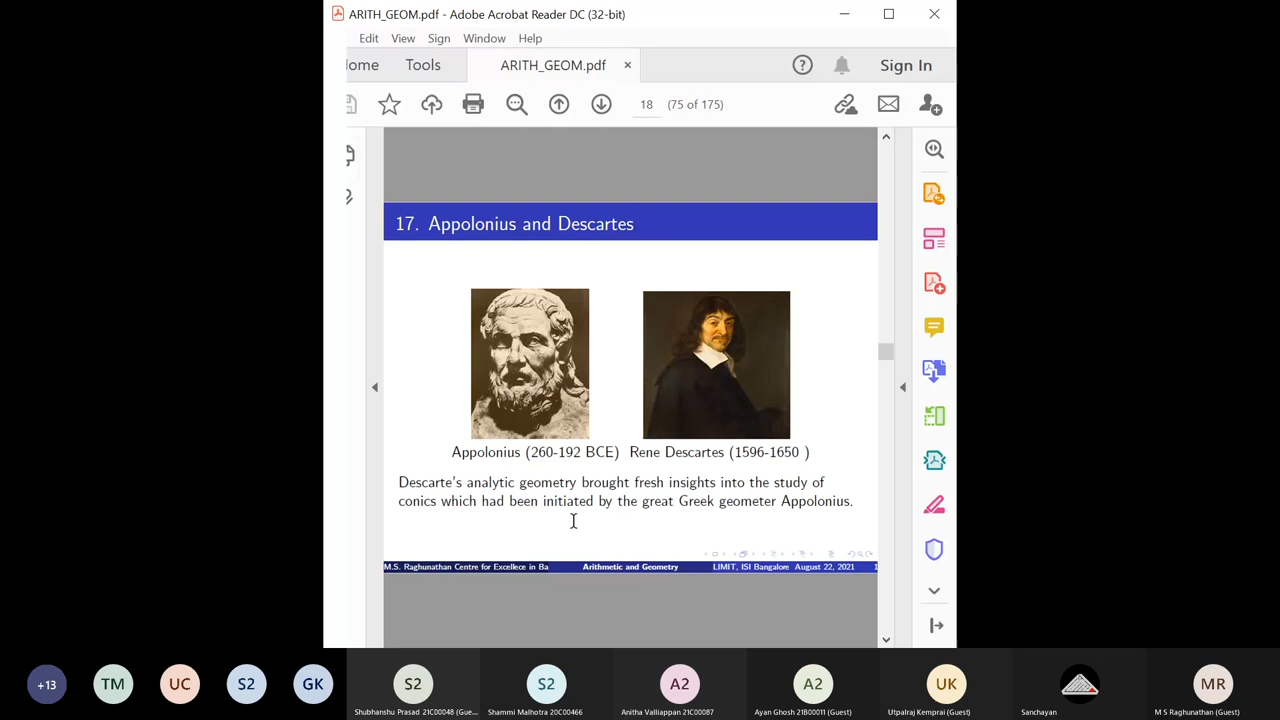 ARITH_GEOM.pdf - Adobe Acrobat Reader DC (32-bit)
Edit View Sign Window Help
Tools ARITH_GEOM.pdf × Sign In
18 (75 of 175)
17. Appolonius and Descartes
Appolonius (260-192 BCE) Rene Descartes (1596-1650 )
Descarte's analytic geometry brought fresh insights into the study of
conics which had been initiated by the great Greek geometer Appolonius.
M.S. Raghunathan Centre for Excellece in Ba Arithmetic and Geometry LIMIT, ISI Bangalore August 22, 2021
+13 TM UC S2 GK S2 S2 A2 A2 UK MR
Shubhanshu Prasad 21C00048 (Gue... Shammi Malhotra 20C00466 Anitha Valliappan 21C00087 Ayan Ghosh 21B00011 (Guest) Utpalraj Kemprai (Guest) Sanchayan M S Raghunathan (Guest)